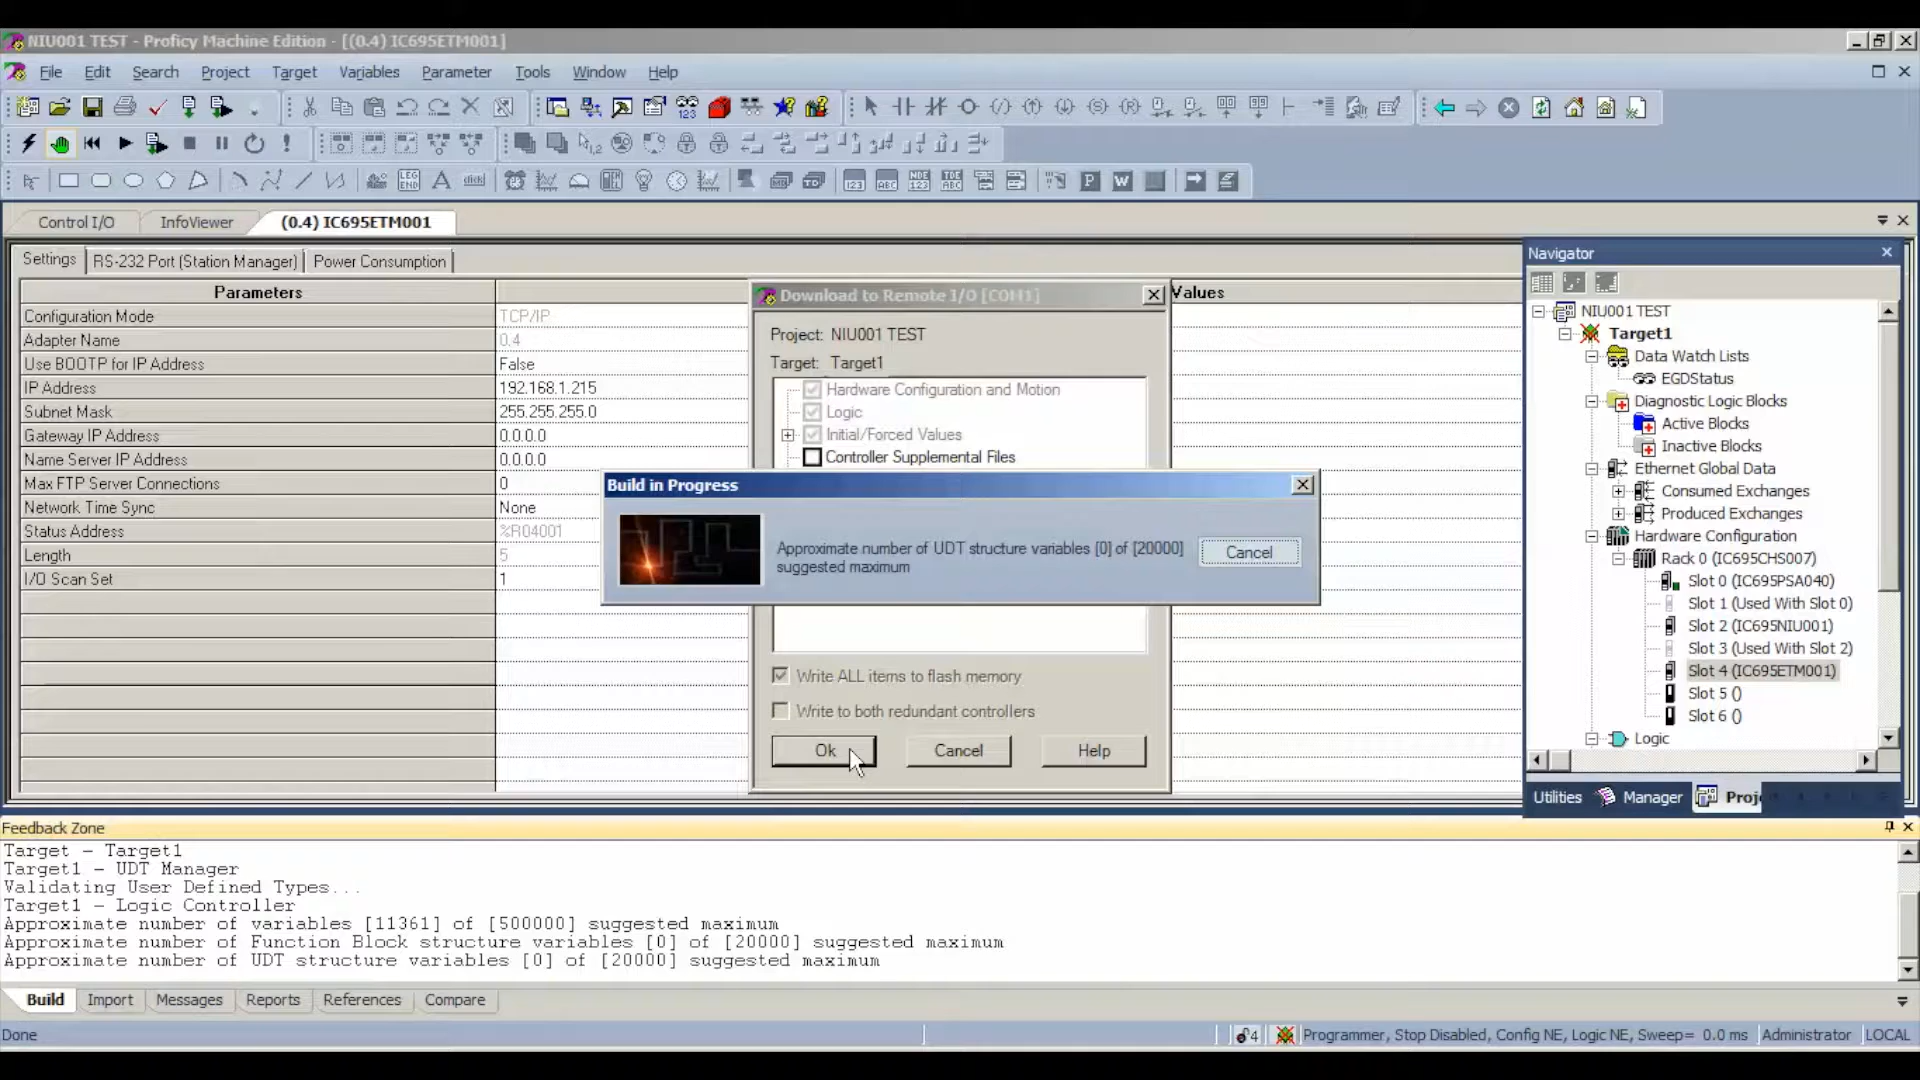 NIU001 TEST - Proficy Machine Edition - [(0.4) IC695ETM001]
File Edit Search Project Target Variables Parameter Tools Window Help
Control I/O InfoViewer (0.4) IC695ETM001
Settings RS-232 Port (Station Manager) Power Consumption
Parameters Values
Configuration Mode TCP/IP
Adapter Name 0.4
Use BOOTP for IP Address False
IP Address 192.168.1.215
Subnet Mask 255.255.255.0
Gateway IP Address 0.0.0.0
Name Server IP Address 0.0.0.0
Max FTP Server Connections 0
Network Time Sync None
Status Address %R04001
Length 5
I/O Scan Set 1
Download to Remote I/O [COM1]
Project: NIU001 TEST
Target: Target1
Hardware Configuration and Motion
Logic
Initial/Forced Values
Controller Supplemental Files
Build in Progress
Approximate number of UDT structure variables [0] of [20000]
suggested maximum
Cancel
Write ALL items to flash memory
Write to both redundant controllers
Ok Cancel Help
Navigator
NIU001 TEST
Target1
Data Watch Lists
EGDStatus
Diagnostic Logic Blocks
Active Blocks
Inactive Blocks
Ethernet Global Data
Consumed Exchanges
Produced Exchanges
Hardware Configuration
Rack 0 (IC695CHS007)
Slot 0 (IC695PSA040)
Slot 1 (Used With Slot 0)
Slot 2 (IC695NIU001)
Slot 3 (Used With Slot 2)
Slot 4 (IC695ETM001)
Slot 5 ()
Slot 6 ()
Logic
Utilities Manager Proj
Feedback Zone
Target - Target1
Target1 - UDT Manager
Validating User Defined Types...
Target1 - Logic Controller
Approximate number of variables [11361] of [500000] suggested maximum
Approximate number of Function Block structure variables [0] of [20000] suggested maximum
Approximate number of UDT structure variables [0] of [20000] suggested maximum
Build Import Messages Reports References Compare
Done 4 Programmer, Stop Disabled, Config NE, Logic NE, Sweep= 0.0 ms Administrator LOCAL